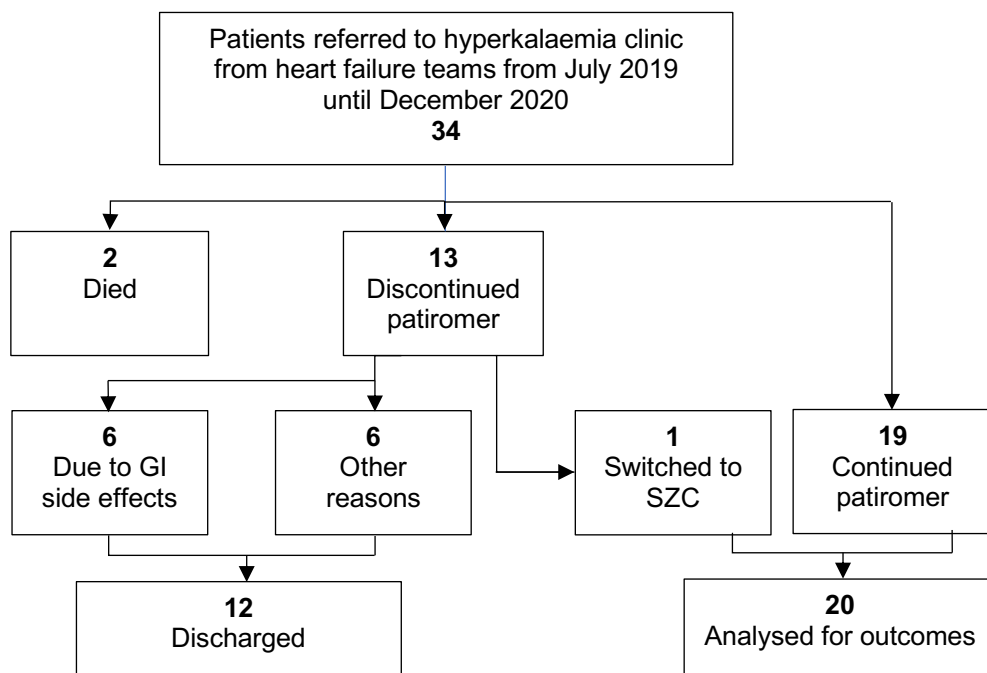 Patients referred to hyperkalaemia clinic
from heart failure teams from July 2019
until December 2020
34
2
Died
13
Discontinued
patiromer
6
Due to GI
side effects
6
Other
reasons
1
Switched to
SZC
19
Continued
patiromer
12
Discharged
20
Analysed for outcomes